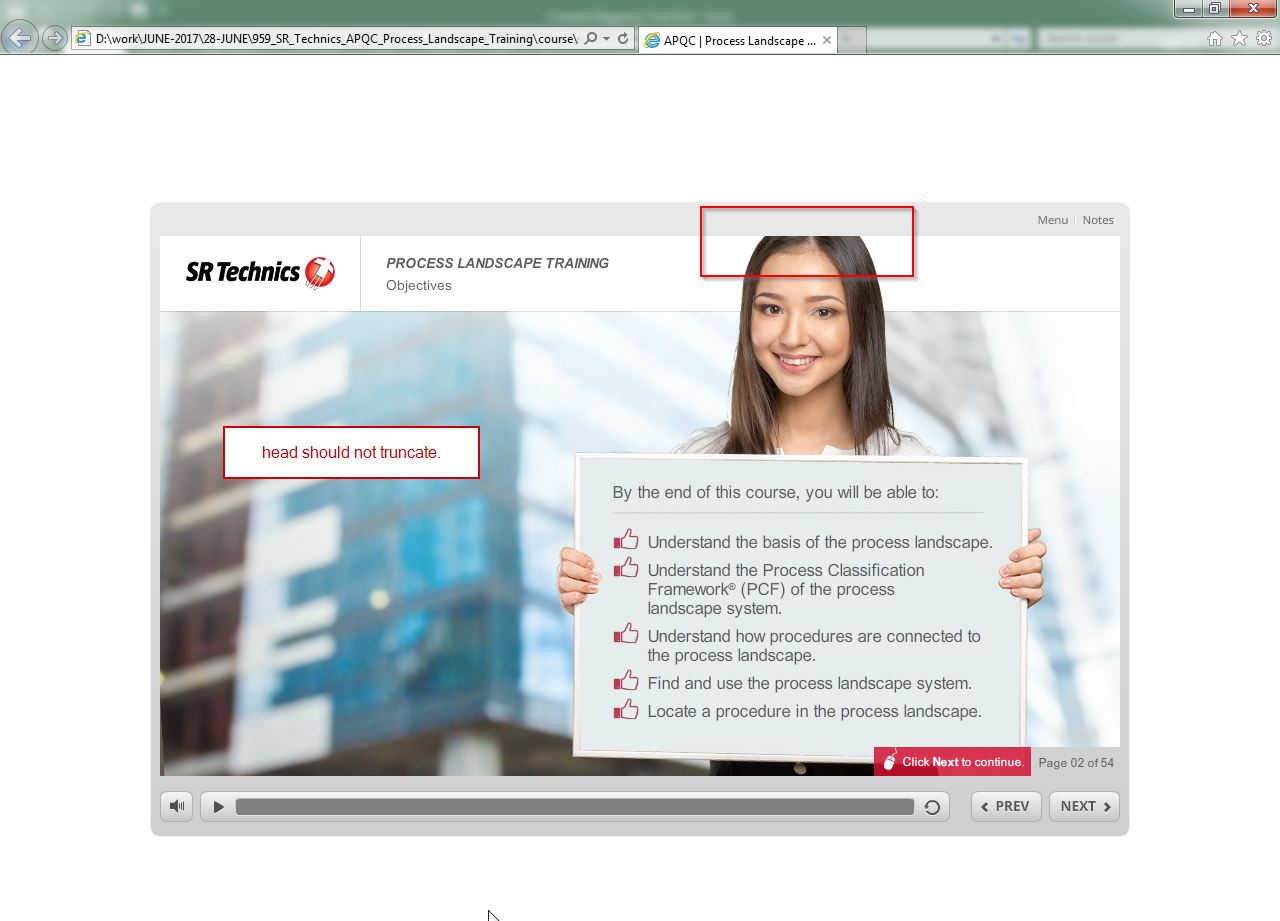 D:\work\JUNE-2017\28-JUNE\959_SR_Technics_APQC_Process_Landscape_Training\course\
APQC | Process Landscape ...
Menu
Notes
SR Technics
PROCESS LANDSCAPE TRAINING
Objectives
head should not truncate.
By the end of this course, you will be able to:
Understand the basis of the process landscape.
Understand the Process Classification
Framework® (PCF) of the process
landscape system.
Understand how procedures are connected to
the process landscape.
Find and use the process landscape system.
Locate a procedure in the process landscape.
Click Next to continue.
Page 02 of 54
PREV
NEXT